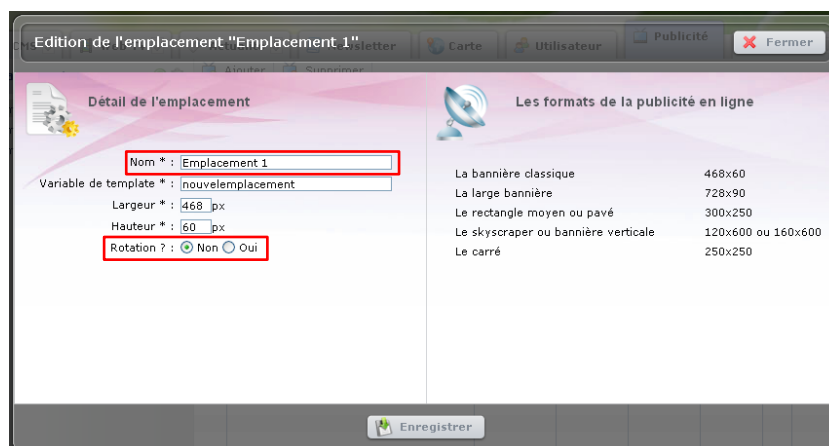 Edition de l'emplacement "Emplacement 1"
Newsletter
Carte
Utilisateur
Publicité
Fermer
Ajouter
Supprimer
Détail de l'emplacement
Nom * : Emplacement 1
Variable de template * : nouvelemplacement
Largeur * : 468 px
Hauteur * : 60 px
Rotation ? : Non Oui
Les formats de la publicité en ligne
La bannière classique 468x60
La large bannière 728x90
Le rectangle moyen ou pavé 300x250
Le skyscraper ou bannière verticale 120x600 ou 160x600
Le carré 250x250
Enregistrer